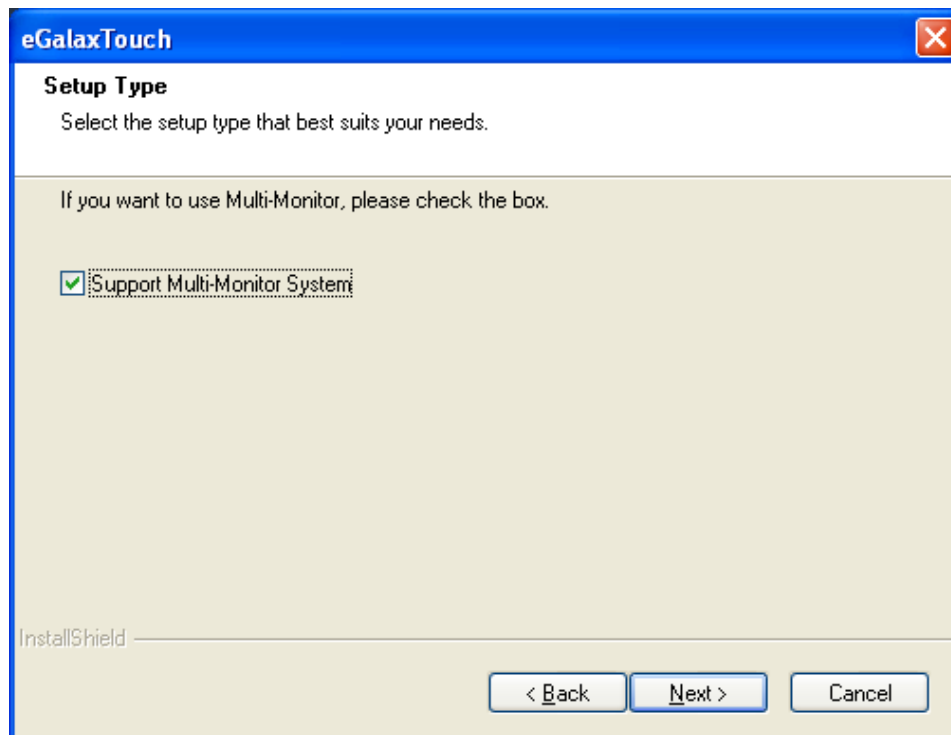 eGalaxTouch
Setup Type
Select the setup type that best suits your needs.
If you want to use Multi-Monitor, please check the box.
Support Multi-Monitor System
InstallShield
< Back Next > Cancel